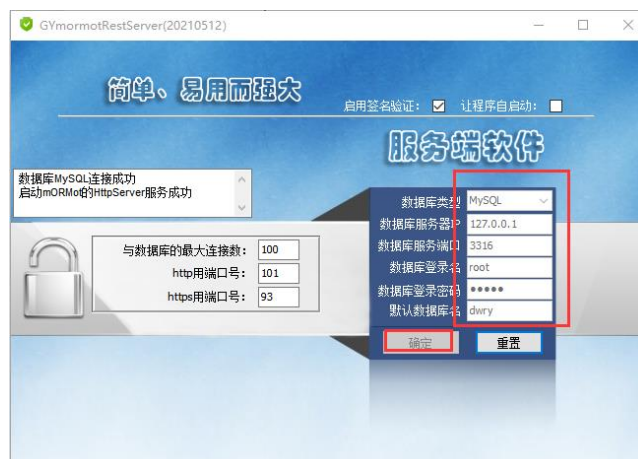 GYmormotRestServer(20210512)
简单、易用而强大
启用签名验证： 让程序自启动：
服务端软件
数据库MySQL连接成功
启动mORMot的HttpServer服务成功
数据库类型 MySQL
数据库服务器IP 127.0.0.1
数据库服务端口 3316
数据库登录名 root
数据库登录密码 •••••
默认数据库名 dwry
与数据库的最大连接数： 100
http用端口号： 101
https用端口号： 93
确定 重置